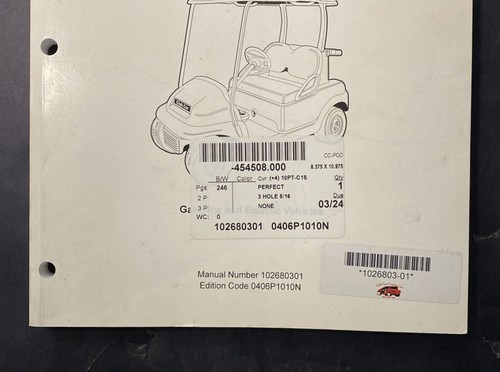 CC-POD
-454508.000
8.375 X 10.875
B/W Color Cvr: (+4) 10PT-C1S Qty
Pgs 246 PERFECT 1
2 P 3 HOLE 5/16 Due
3 P NONE 03/24
WC: 0
Ga and Electric Vehicles
102680301 0406P1010N
Manual Number 102680301
Edition Code 0406P1010N
*1026803-01*